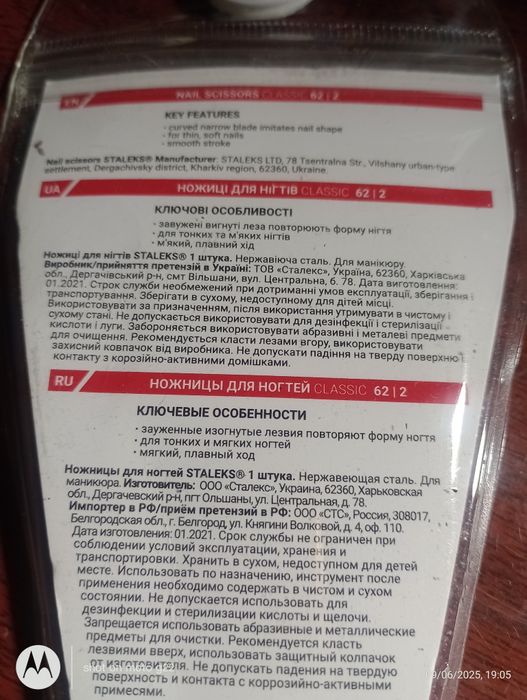 EN
NAIL SCISSORS CLASSIC 62 | 2
KEY FEATURES
• curved narrow blade imitates nail shape
• for thin, soft nails
• smooth stroke
Nail scissors STALEKS® Manufacturer: STALEKS LTD, 78 Tsentralna Str., Vilshany urban-type
settlement, Dergachivsky district, Kharkiv region, 62360, Ukraine.
UA
НОЖИЦІ ДЛЯ НІГТІВ CLASSIC 62 | 2
КЛЮЧОВІ ОСОБЛИВОСТІ
• завужені вигнуті леза повторюють форму нігтя
• для тонких та м'яких нігтів
• м'який, плавний хід
Ножиці для нігтів STALEKS® 1 штука. Нержавіюча сталь. Для манікюру.
Виробник/прийняття претензій в Україні: ТОВ «Сталекс», Україна, 62360, Харківська
обл., Дергачівський р-н, смт Вільшани, вул. Центральна, б. 78. Дата виготовлення:
01.2021. Строк служби необмежений при дотриманні умов експлуатації, зберігання і
транспортування. Зберігати в сухому, недоступному для дітей місці.
Використовувати за призначенням, після використання утримувати в чистому і
сухому стані. Не допускається використовувати для дезінфекції і стерилізації
кислоти і луги. Забороняється використовувати абразивні і металеві предмети
для очищення. Рекомендується класти лезами вгору, використовувати
захисний ковпачок від виробника. Не допускати падіння на тверду поверхню і
контакту з корозійно-активними домішками.
RU
НОЖНИЦЫ ДЛЯ НОГТЕЙ CLASSIC 62 | 2
КЛЮЧЕВЫЕ ОСОБЕННОСТИ
• зауженные изогнутые лезвия повторяют форму ногтя
• для тонких и мягких ногтей
• мягкий, плавный ход
Ножницы для ногтей STALEKS® 1 штука. Нержавеющая сталь. Для
маникюра. Изготовитель: ООО «Сталекс», Украина, 62360, Харьковская
обл., Дергачевский р-н, пгт Ольшаны, ул. Центральная, д. 78.
Импортер в РФ/приём претензий в РФ: ООО «СТС», Россия, 308017,
Белгородская обл., г. Белгород, ул. Княгини Волковой, д. 4, оф. 110.
Дата изготовления: 01.2021. Срок службы не ограничен при
соблюдении условий эксплуатации, хранения и
транспортировки. Хранить в сухом, недоступном для детей
месте. Использовать по назначению, инструмент после
применения необходимо содержать в чистом и сухом
состоянии. Не допускается использовать для
дезинфекции и стерилизации кислоты и щелочи.
Запрещается использовать абразивные и металлические
предметы для очистки. Рекомендуется класть
лезвиями вверх, использовать защитный колпачок
от изготовителя. Не допускать падения на твердую
поверхность и контакта с коррозийно-активными
примесями.
shot on
19/06/2025, 19:05